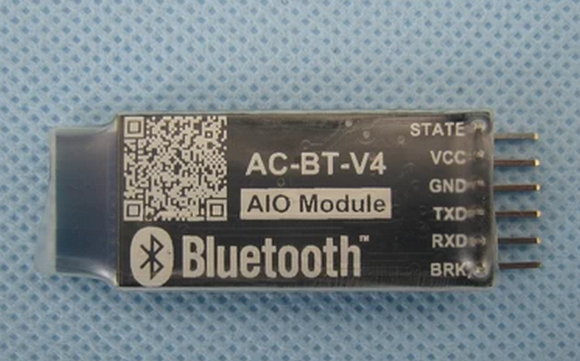 AC-BT-V4
AIO Module
Bluetooth™
STATE
VCC
GND
TXD
RXD
BRK